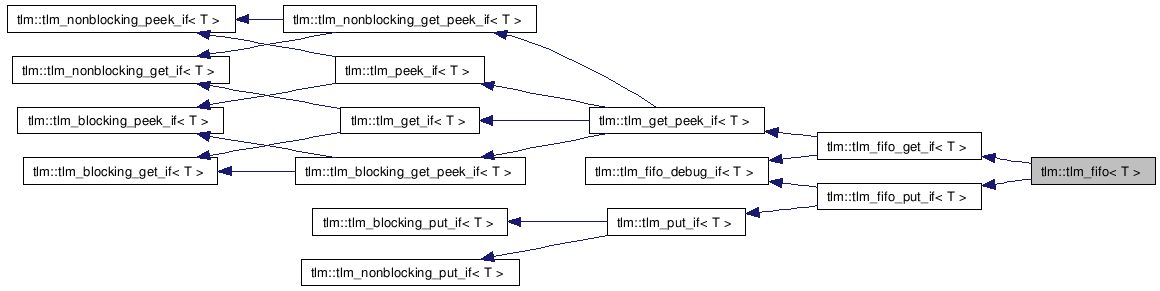 tlm::tlm_nonblocking_peek_if< T >
tlm::tlm_nonblocking_get_peek_if< T >
tlm::tlm_nonblocking_get_if< T >
tlm::tlm_peek_if< T >
tlm::tlm_blocking_peek_if< T >
tlm::tlm_get_if< T >
tlm::tlm_get_peek_if< T >
tlm::tlm_fifo_get_if< T >
tlm::tlm_blocking_get_if< T >
tlm::tlm_blocking_get_peek_if< T >
tlm::tlm_fifo_debug_if< T >
tlm::tlm_fifo< T >
tlm::tlm_fifo_put_if< T >
tlm::tlm_blocking_put_if< T >
tlm::tlm_put_if< T >
tlm::tlm_nonblocking_put_if< T >